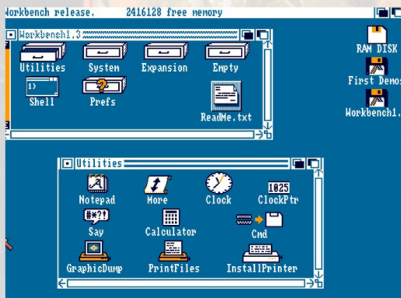 Workbench release.    2416128 free memory
Workbench1.3
Utilities System Expansion Empty
Shell Prefs ReadMe.txt
RAM DISK
First Demos
Workbench1.
Utilities
Notepad More Clock ClockPtr
1025
Say Calculator Cmd
GraphicDump PrintFiles InstallPrinter